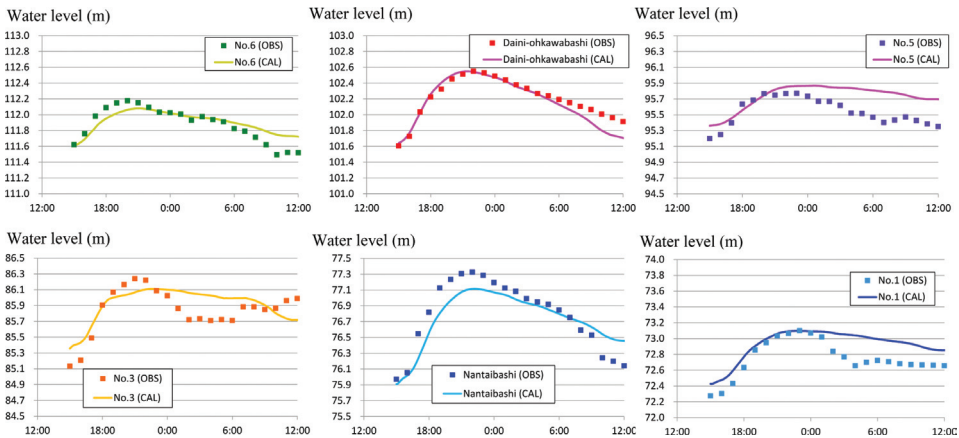 Water level (m)
113.0
112.8
112.6
112.4
112.2
112.0
111.8
111.6
111.4
111.2
111.0
12:00 18:00 0:00 6:00 12:00
No.6 (OBS)
No.6 (CAL)
Water level (m)
103.0
102.8
102.6
102.4
102.2
102.0
101.8
101.6
101.4
101.2
101.0
12:00 18:00 0:00 6:00 12:00
Daini-ohkawabashi (OBS)
Daini-ohkawabashi (CAL)
Water level (m)
96.5
96.3
96.1
95.9
95.7
95.5
95.3
95.1
94.9
94.7
94.5
12:00 18:00 0:00 6:00 12:00
No.5 (OBS)
No.5 (CAL)
Water level (m)
86.5
86.3
86.1
85.9
85.7
85.5
85.3
85.1
84.9
84.7
84.5
12:00 18:00 0:00 6:00 12:00
No.3 (OBS)
No.3 (CAL)
Water level (m)
77.5
77.3
77.1
76.9
76.7
76.5
76.3
76.1
75.9
75.7
75.5
12:00 18:00 0:00 6:00 12:00
Nantaibashi (OBS)
Nantaibashi (CAL)
Water level (m)
74.0
73.8
73.6
73.4
73.2
73.0
72.8
72.6
72.4
72.2
72.0
12:00 18:00 0:00 6:00 12:00
No.1 (OBS)
No.1 (CAL)